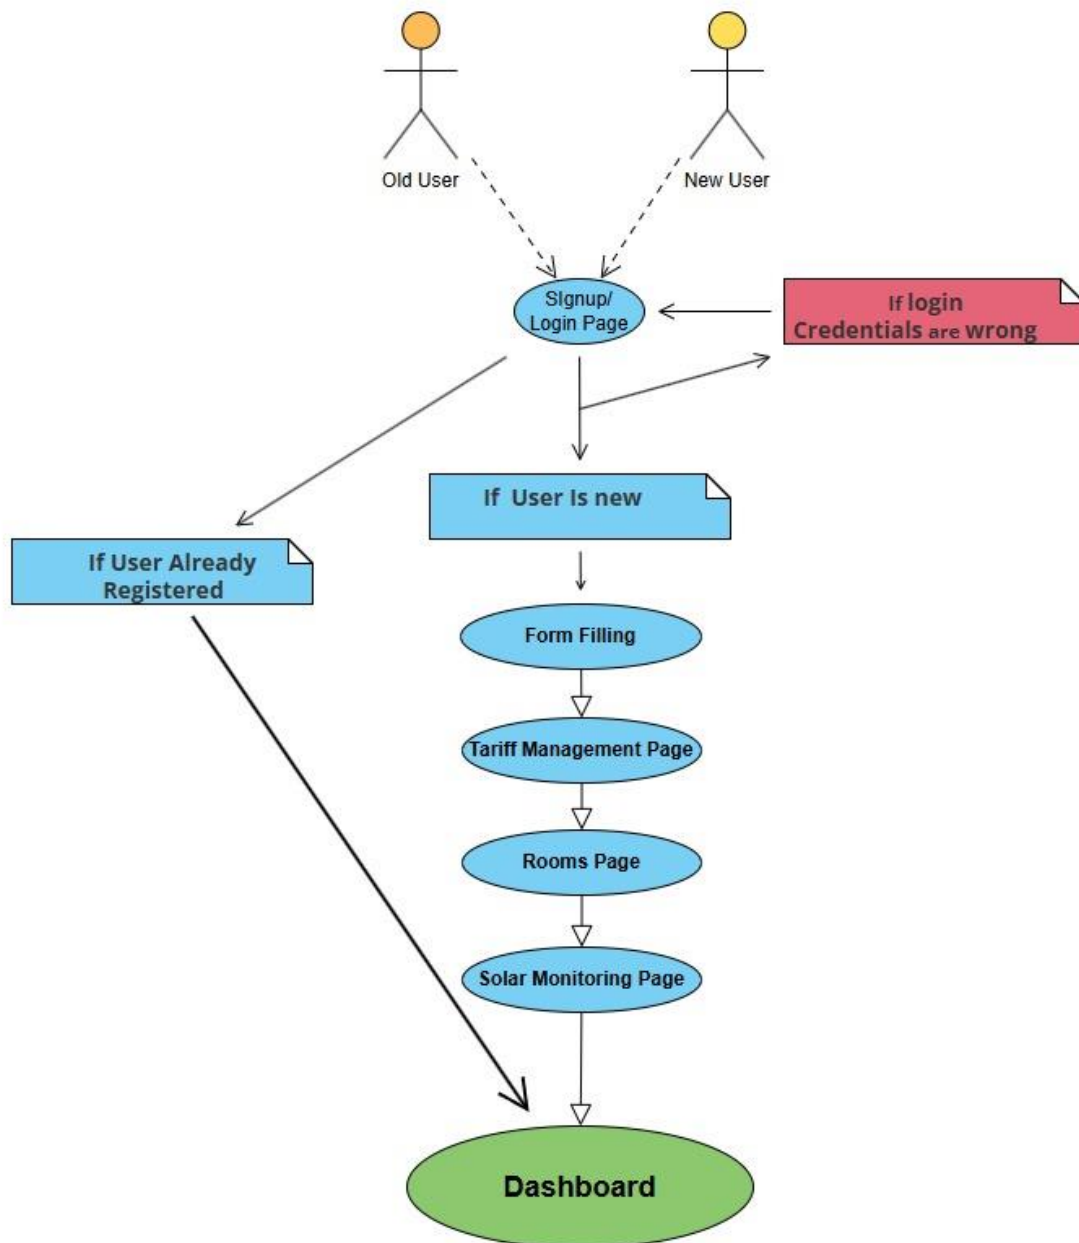 Old User
New User
SIgnup/
Login Page
If login
Credentials are wrong
If User Is new
If User Already
Registered
Form Filling
Tariff Management Page
Rooms Page
Solar Monitoring Page
Dashboard